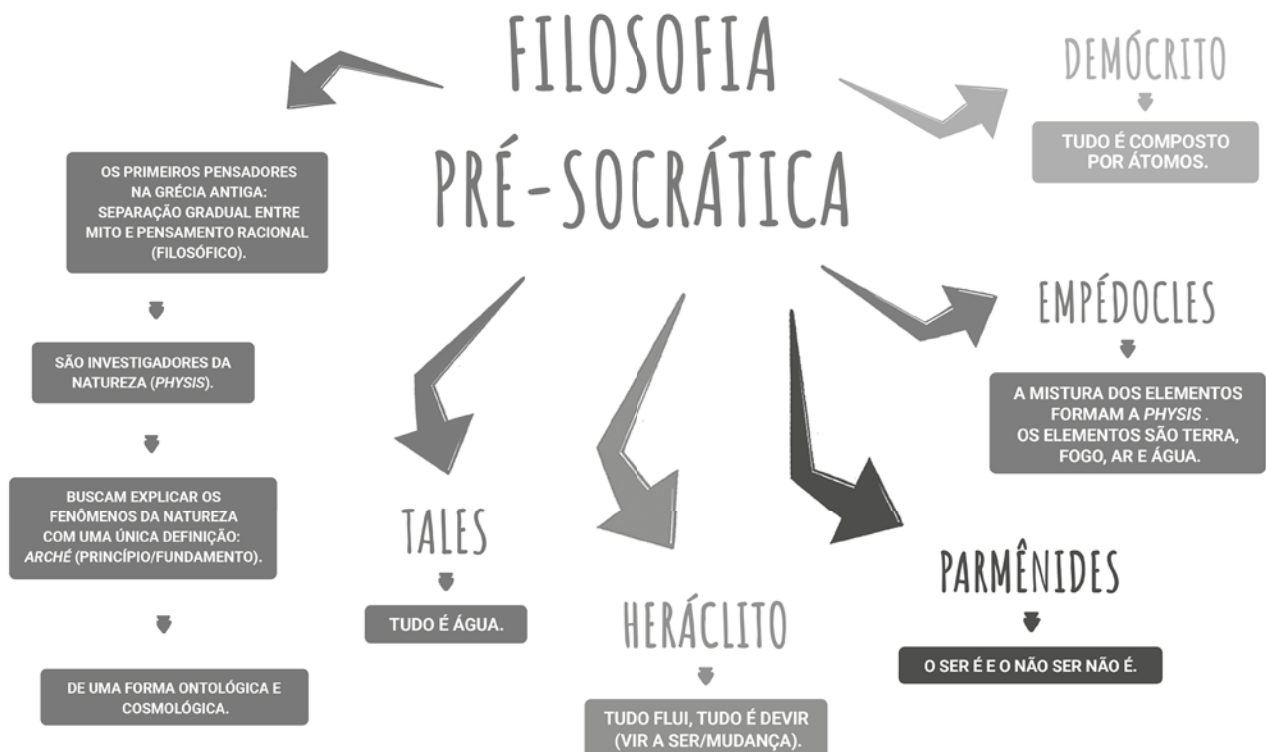 FILOSOFIA
PRÉ-SOCRÁTICA
OS PRIMEIROS PENSADORES
NA GRÉCIA ANTIGA:
SEPARAÇÃO GRADUAL ENTRE
MITO E PENSAMENTO RACIONAL
(FILOSÓFICO).
SÃO INVESTIGADORES DA
NATUREZA (PHYSIS).
BUSCAM EXPLICAR OS
FENÔMENOS DA NATUREZA
COM UMA ÚNICA DEFINIÇÃO:
ARCHÉ (PRINCÍPIO/FUNDAMENTO).
DE UMA FORMA ONTOLÓGICA E
COSMOLÓGICA.
TALES
TUDO É ÁGUA.
HERÁCLITO
TUDO FLUI, TUDO É DEVIR
(VIR A SER/MUDANÇA).
PARMÊNIDES
O SER É E O NÃO SER NÃO É.
EMPÉDOCLES
A MISTURA DOS ELEMENTOS
FORMAM A PHYSIS .
OS ELEMENTOS SÃO TERRA,
FOGO, AR E ÁGUA.
DEMÓCRITO
TUDO É COMPOSTO
POR ÁTOMOS.